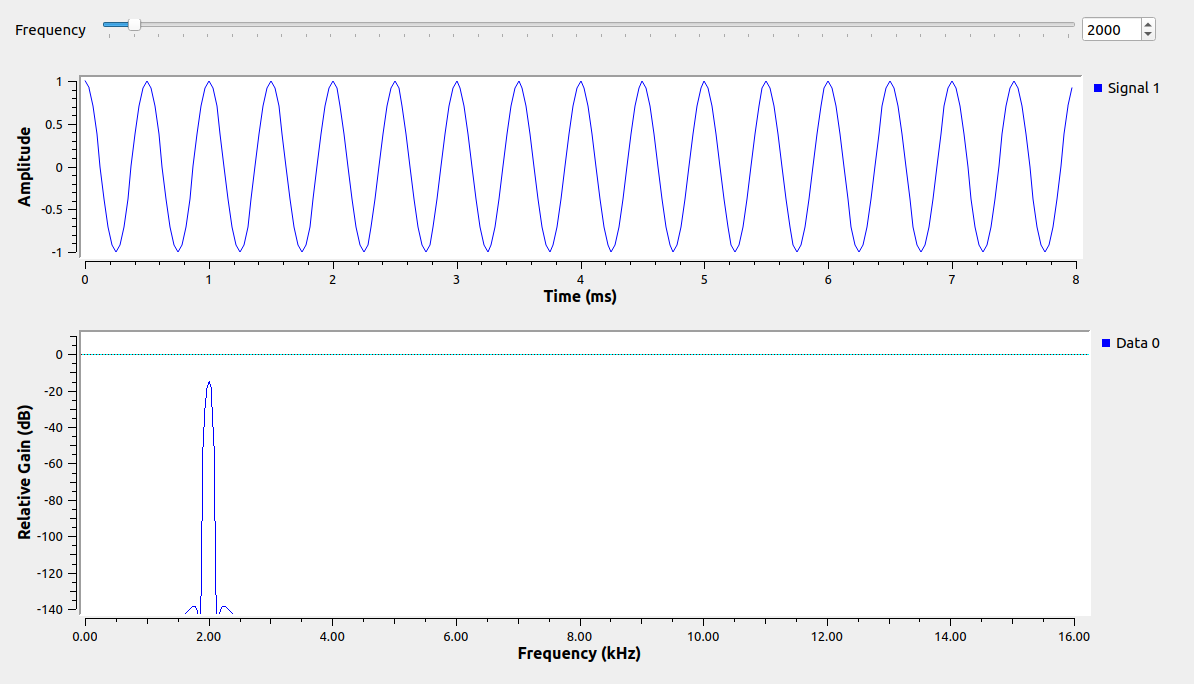 Frequency
2000
1
0.5
0
-0.5
-1
Amplitude
Signal 1
0 1 2 3 4 5 6 7 8
Time (ms)
0
-20
-40
-60
-80
-100
-120
-140
Relative Gain (dB)
Data 0
0.00 2.00 4.00 6.00 8.00 10.00 12.00 14.00 16.00
Frequency (kHz)